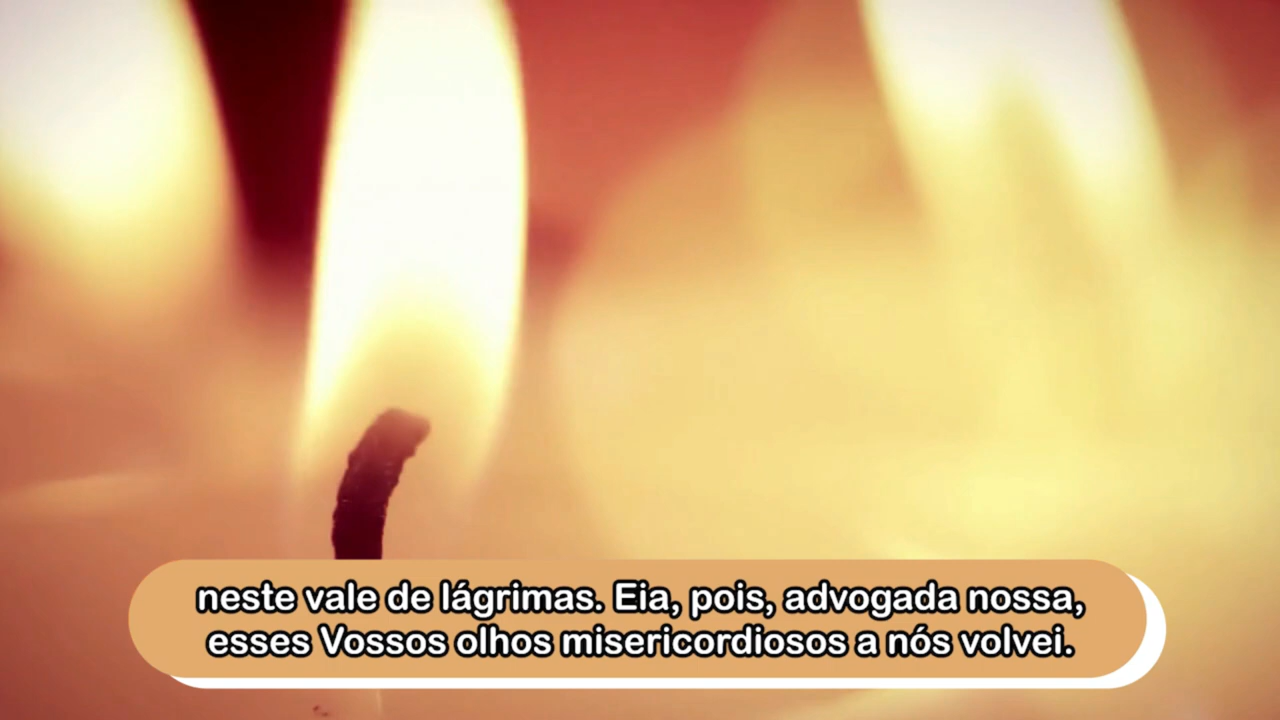 neste vale de lágrimas. Eia, pois, advogada nossa,
esses Vossos olhos misericordiosos a nós volvei.